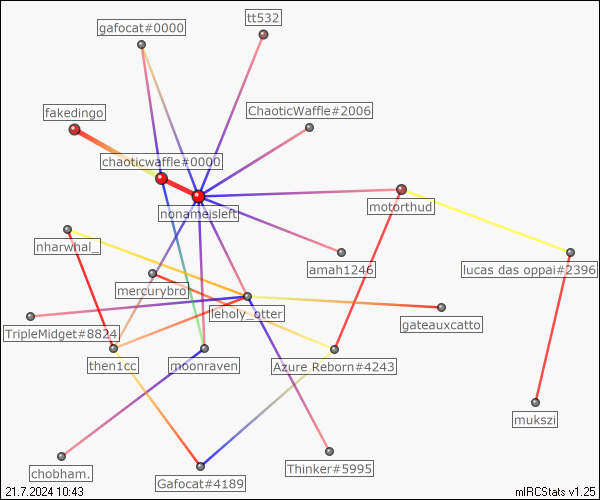 tt532
gafocat#0000
fakedingo
ChaoticWaffle#2006
chaoticwaffle#0000
nonameisleft
motorthud
nharwhal_
amah1246
lucas das oppai#2396
mercurybro
leholy_otter
gateauxcatto
TripleMidget#8824
then1cc
moonraven
Azure Reborn#4243
mukszi
chobham.
Gafocat#4189
Thinker#5995
21.7.2024 10:43
mIRCStats v1.25